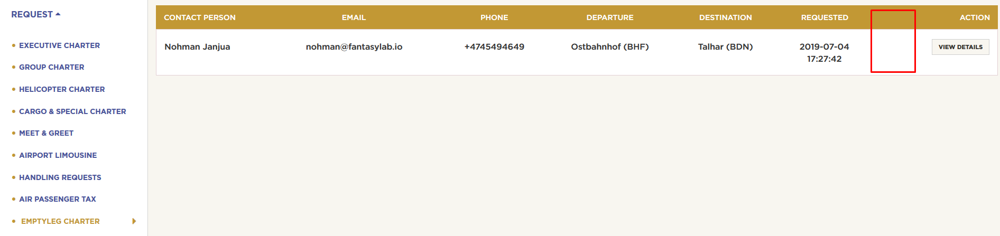 REQUEST
EXECUTIVE CHARTER
GROUP CHARTER
HELICOPTER CHARTER
CARGO & SPECIAL CHARTER
MEET & GREET
AIRPORT LIMOUSINE
HANDLING REQUESTS
AIR PASSENGER TAX
EMPTYLEG CHARTER
CONTACT PERSON EMAIL PHONE DEPARTURE DESTINATION REQUESTED ACTION
Nohman Janjua nohman@fantasylab.io +4745494649 Ostbahnhof (BHF) Talhar (BDN) 2019-07-04 VIEW DETAILS
17:27:42